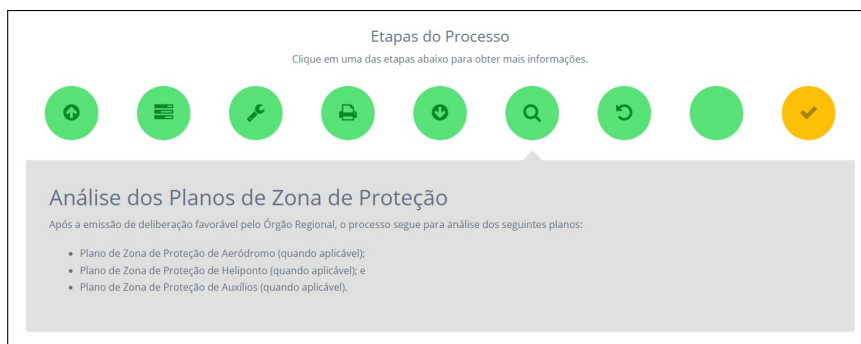 Etapas do Processo
Clique em uma das etapas abaixo para obter mais informações.
Análise dos Planos de Zona de Proteção
Após a emissão de deliberação favorável pelo Órgão Regional, o processo segue para análise dos seguintes planos:
• Plano de Zona de Proteção de Aeródromo (quando aplicável);
• Plano de Zona de Proteção de Heliponto (quando aplicável); e
• Plano de Zona de Proteção de Auxílios (quando aplicável).